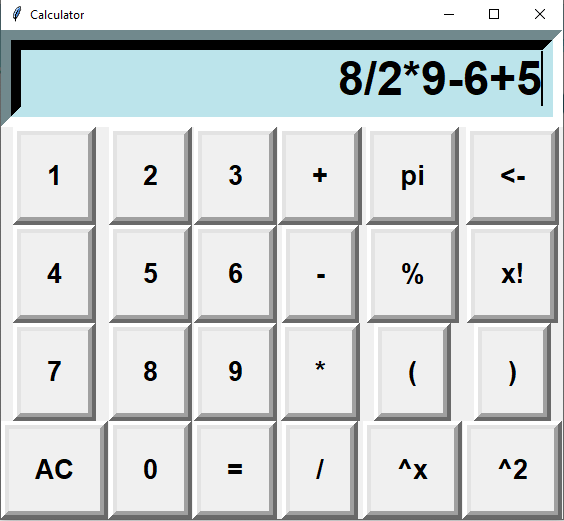 Calculator
8/2*9-6+5
1 2 3 + pi <-
4 5 6 - % x!
7 8 9 * ( )
AC 0 = / ^x ^2